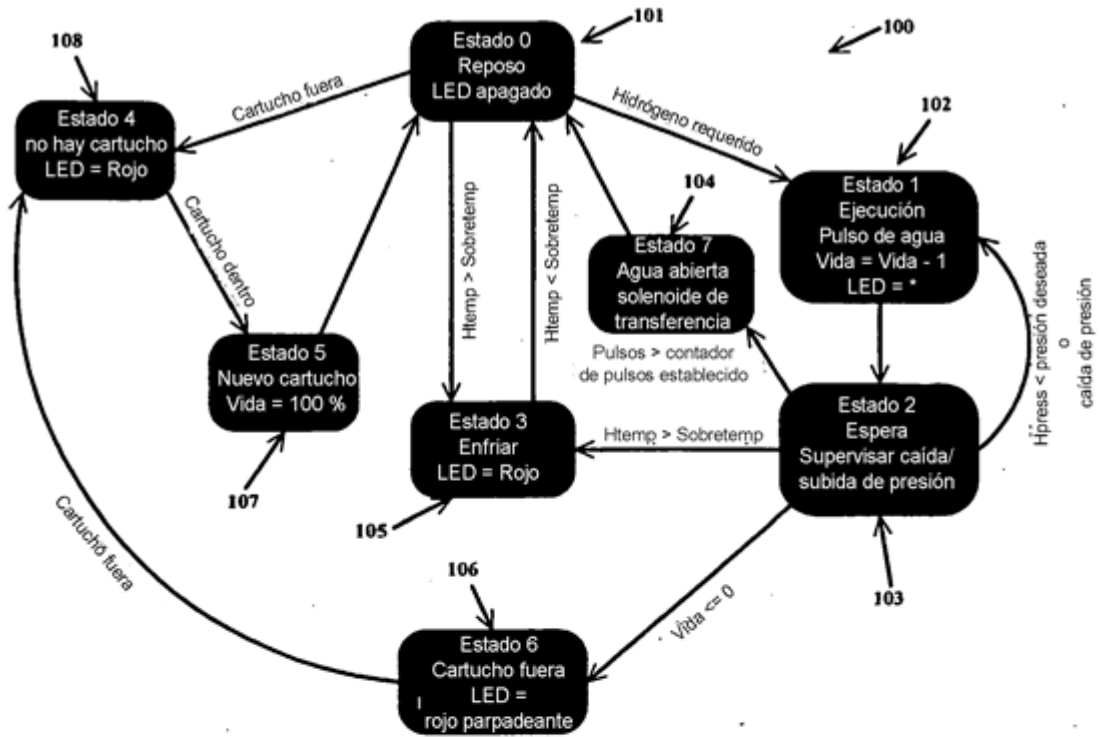 101
Estado 0
Reposo
LED apagado
100
108
Estado 4
no hay cartucho
LED = Rojo
Cartucho fuera
Hidrógeno requerido
102
Estado 1
Ejecución
Pulso de agua
Vida = Vida - 1
LED = *
104
Estado 7
Agua abierta
solenoide de
transferencia
Cartucho dentro
Htemp > Sobretemp
Htemp < Sobretemp
Hpress < presión deseada
o
caída de presión
Estado 5
Nuevo cartucho
Vida = 100 %
107
Pulsos > contador
de pulsos establecido
Estado 3
Enfriar
LED = Rojo
105
Htemp > Sobretemp
Estado 2
Espera
Supervisar caída/
subida de presión
103
Cartucho fuera
Vida <= 0
106
Estado 6
Cartucho fuera
LED =
rojo parpadeante